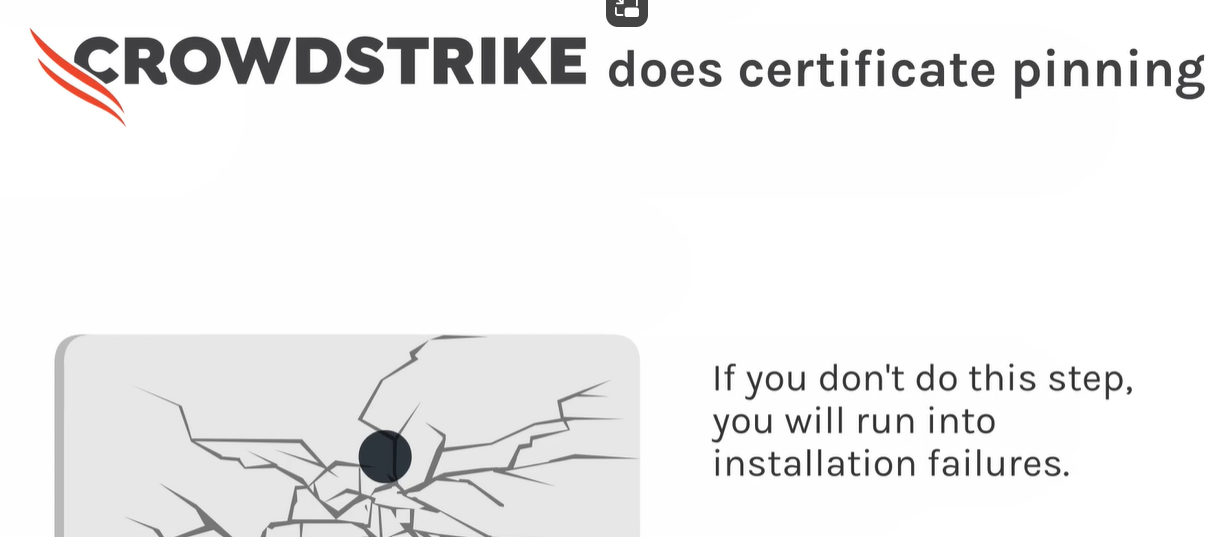 CROWDSTRIKE does certificate pinning
If you don't do this step,
you will run into
installation failures.